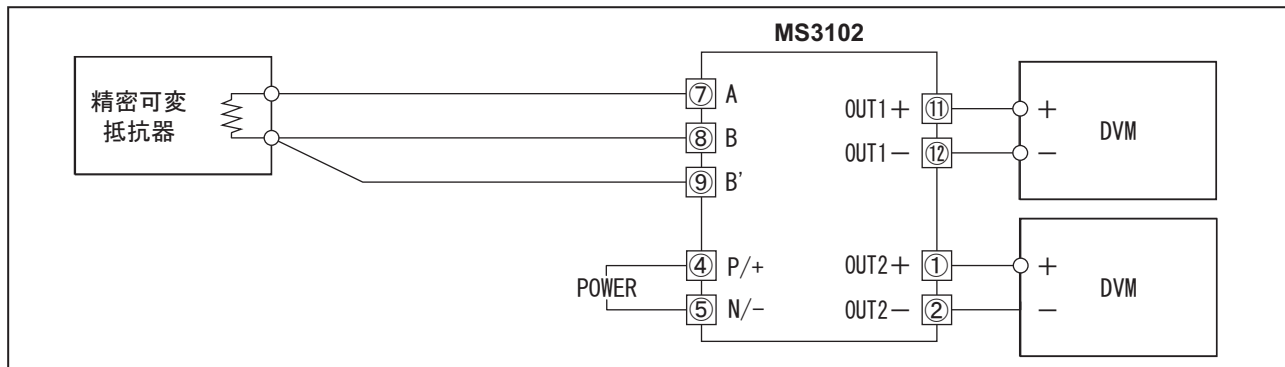 MS3102
精密可変
抵抗器
⑦ A
⑧ B
⑨ B'
POWER
④ P/+
⑤ N/-
OUT1+ ⑪
OUT1- ⑫
OUT2+ ①
OUT2- ②
+
-
DVM
+
-
DVM